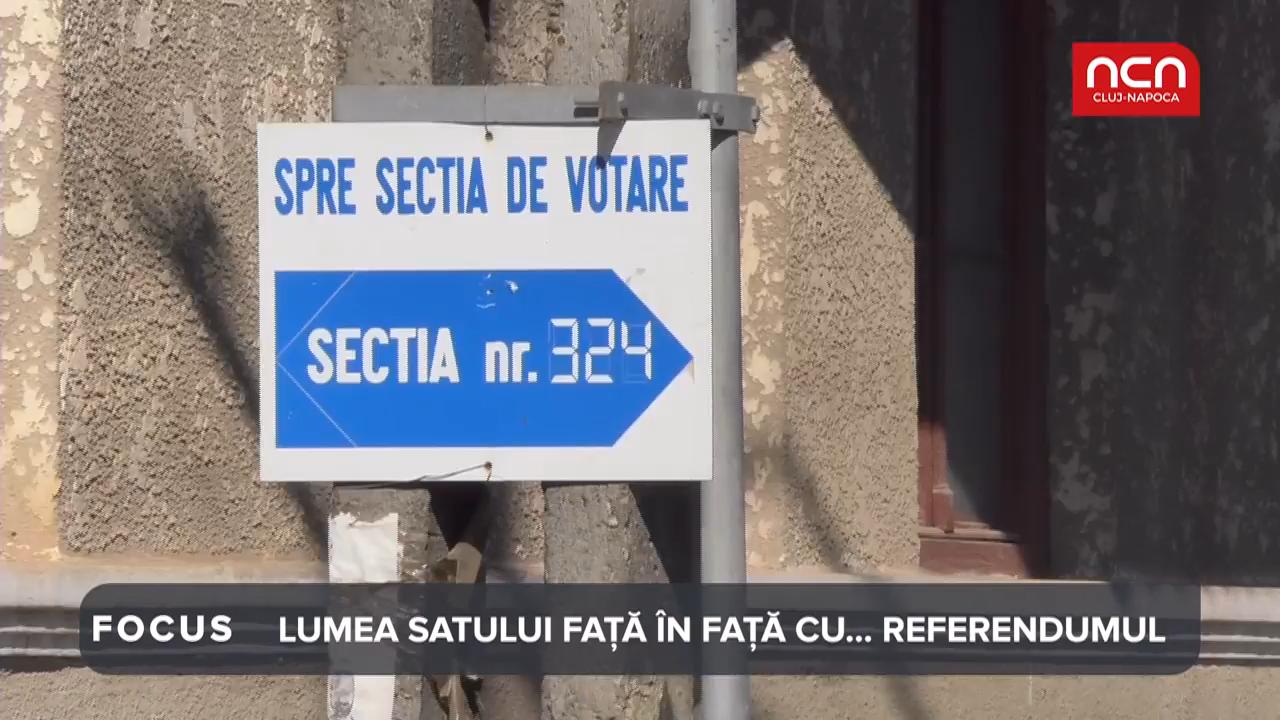 ncn
CLUJ-NAPOCA
SPRE SECTIA DE VOTARE
SECTIA nr. 324
FOCUS LUMEA SATULUI FAȚĂ ÎN FAȚĂ CU... REFERENDUMUL